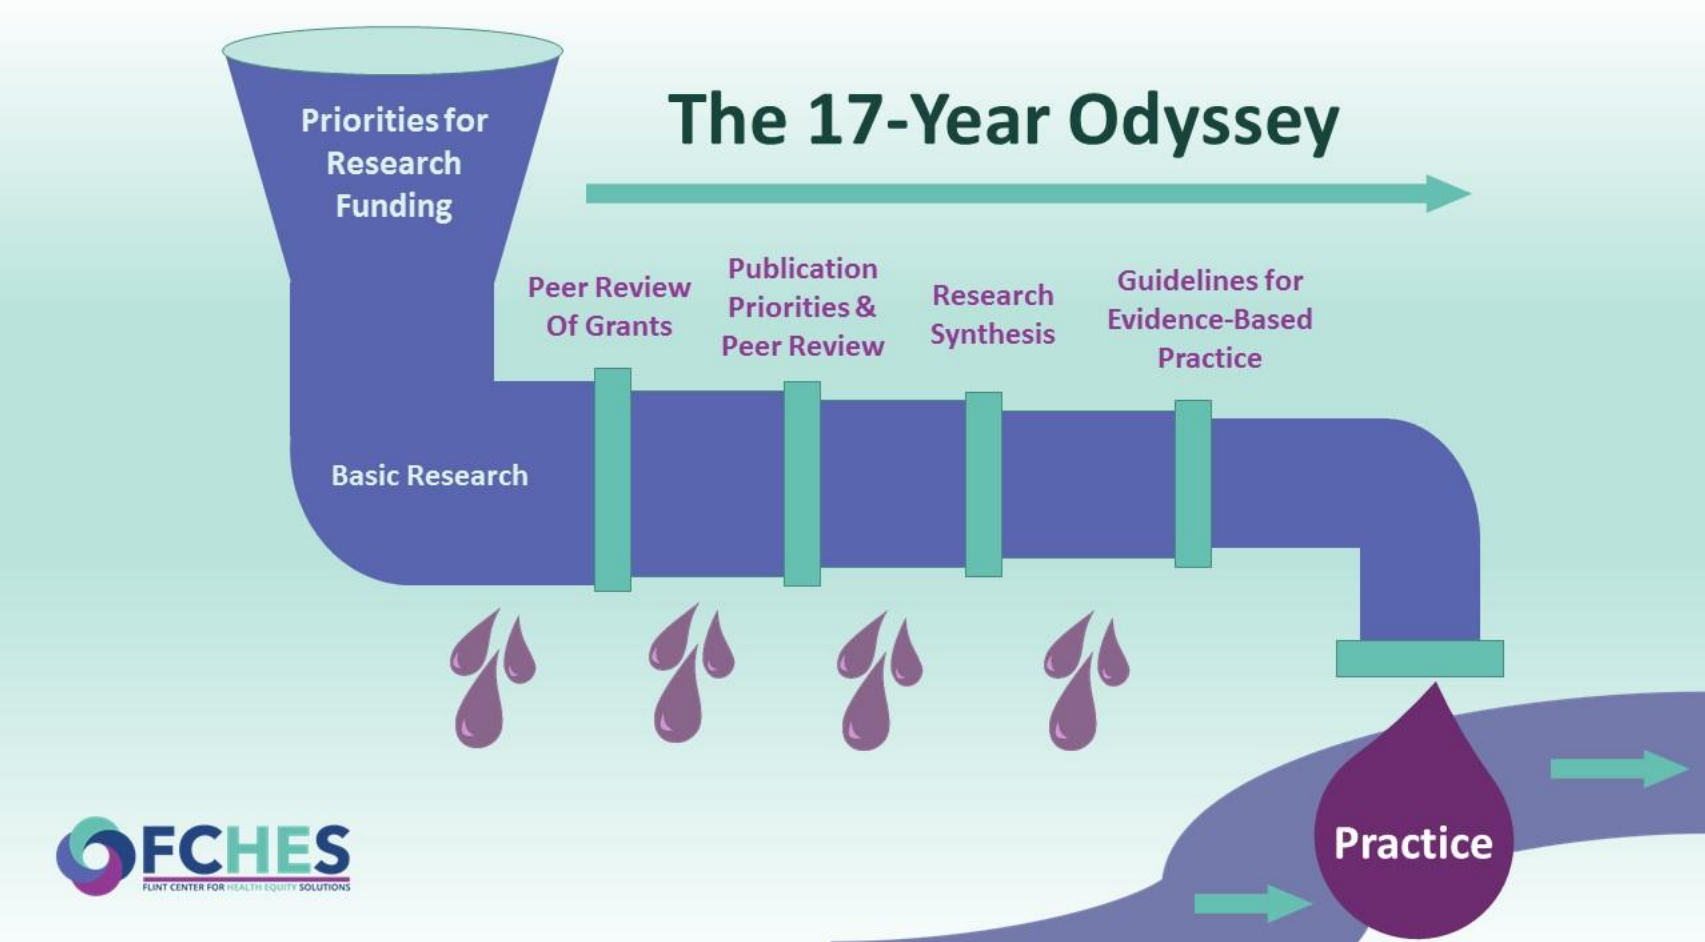 Priorities for
Research
Funding
The 17-Year Odyssey
Peer Review
Of Grants
Publication
Priorities &
Peer Review
Research
Synthesis
Guidelines for
Evidence-Based
Practice
Basic Research
Practice
FCHES
FLINT CENTER FOR HEALTH EQUITY SOLUTIONS